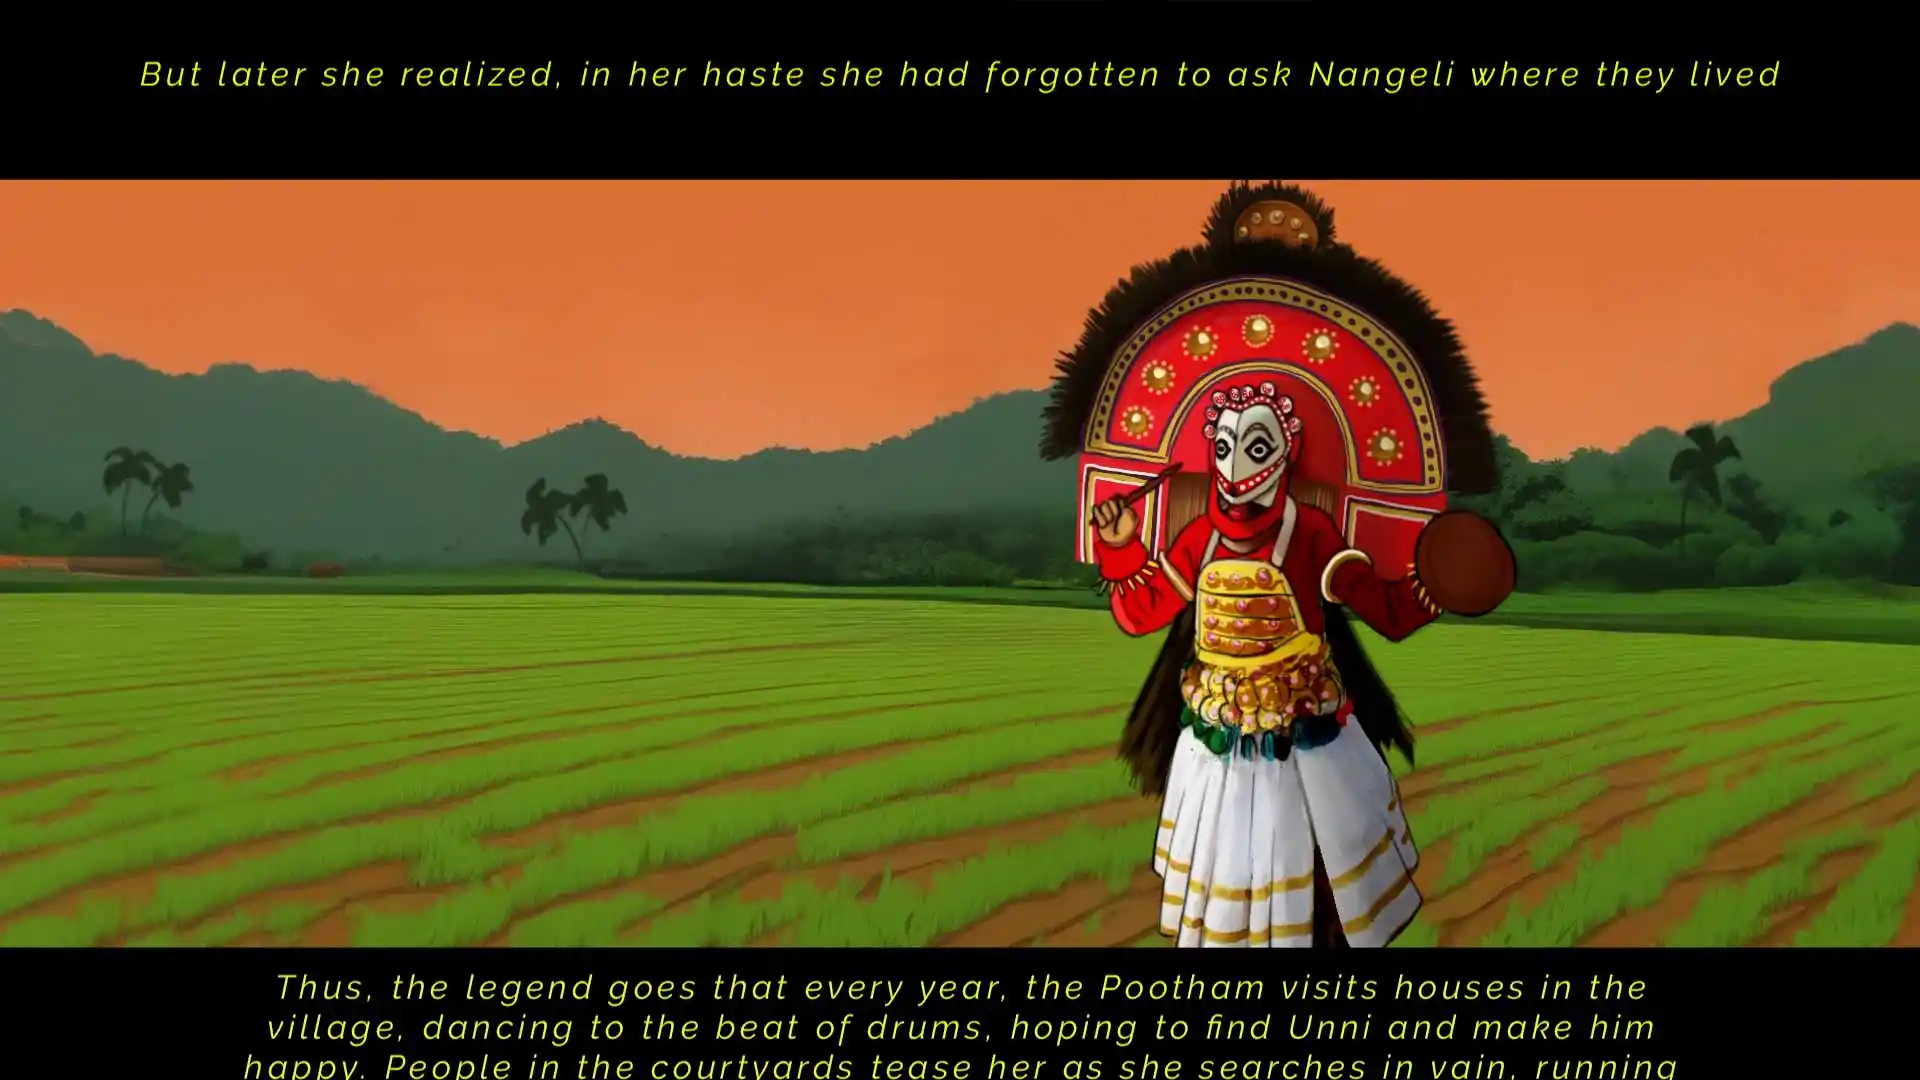 But later she realized, in her haste she had forgotten to ask Nangeli where they lived
Thus, the legend goes that every year, the Pootham visits houses in the
village, dancing to the beat of drums, hoping to find Unni and make him
happy. People in the courtyards tease her as she searches in vain, running